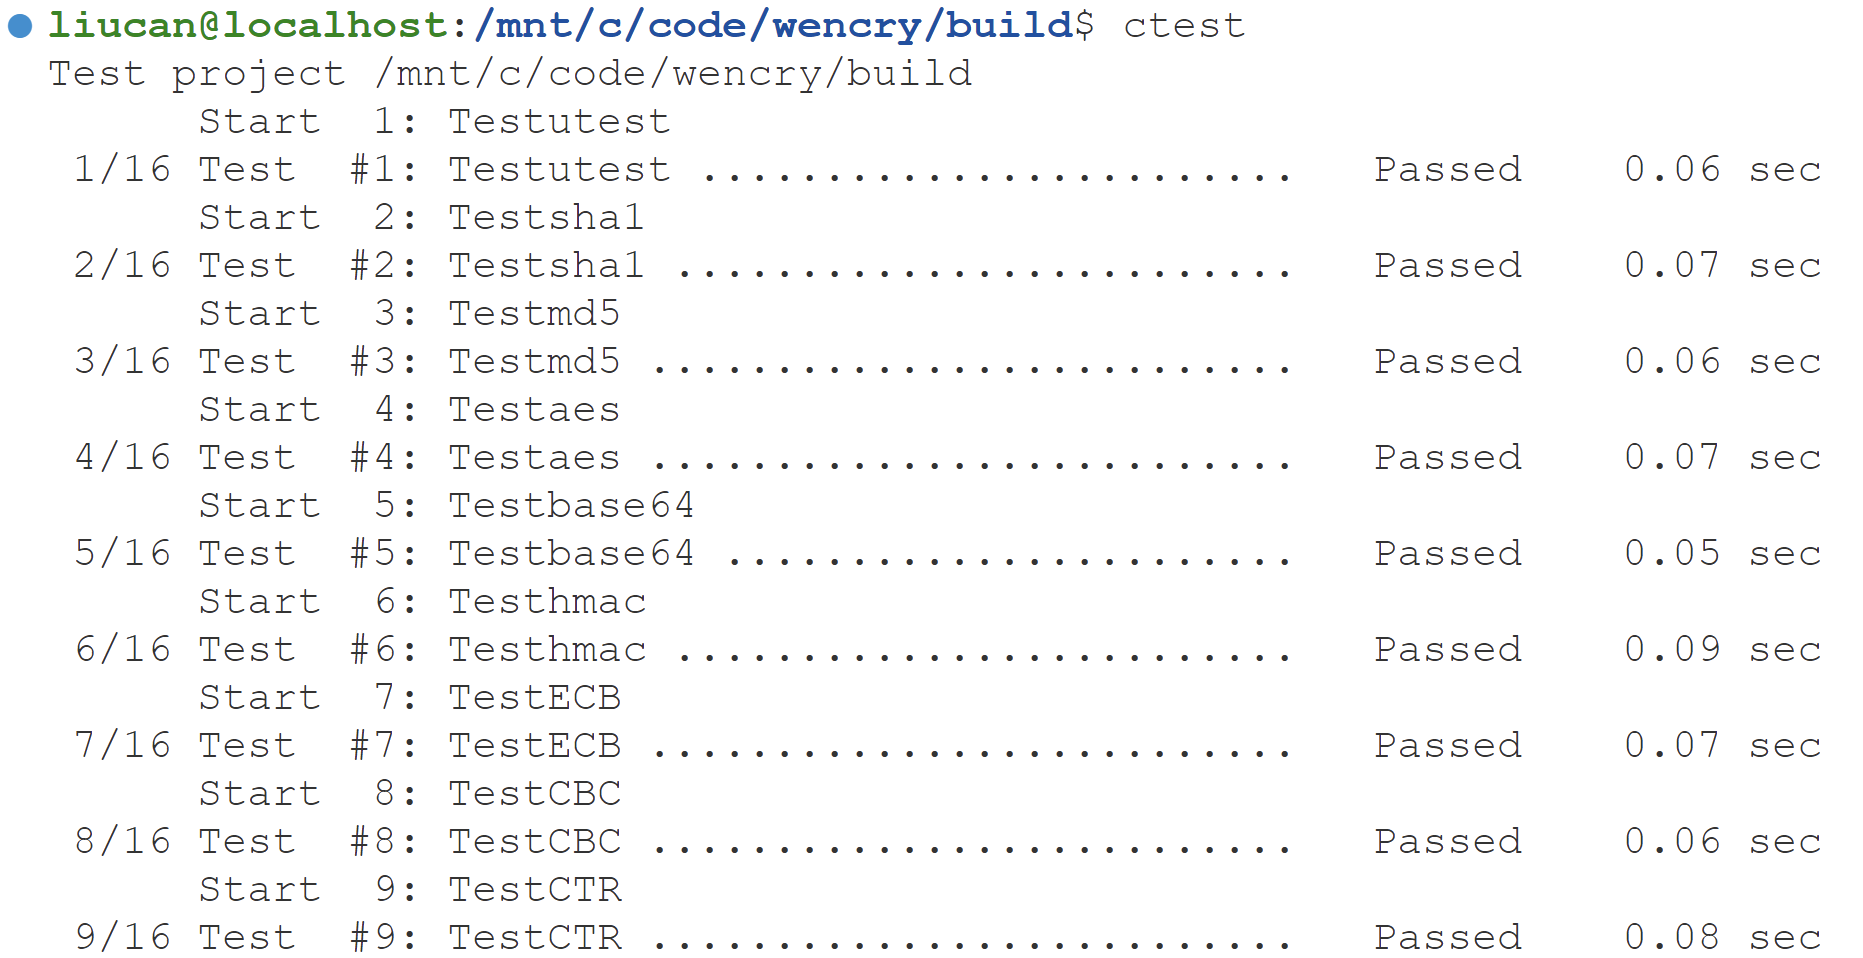 liucan@localhost:/mnt/c/code/wencry/build$ ctest
Test project /mnt/c/code/wencry/build
      Start  1: Testutest
 1/16 Test  #1: Testutest ........................   Passed    0.06 sec
      Start  2: Testsha1
 2/16 Test  #2: Testsha1 .........................   Passed    0.07 sec
      Start  3: Testmd5
 3/16 Test  #3: Testmd5 ..........................   Passed    0.06 sec
      Start  4: Testaes
 4/16 Test  #4: Testaes ..........................   Passed    0.07 sec
      Start  5: Testbase64
 5/16 Test  #5: Testbase64 .......................   Passed    0.05 sec
      Start  6: Testhmac
 6/16 Test  #6: Testhmac .........................   Passed    0.09 sec
      Start  7: TestECB
 7/16 Test  #7: TestECB ..........................   Passed    0.07 sec
      Start  8: TestCBC
 8/16 Test  #8: TestCBC ..........................   Passed    0.06 sec
      Start  9: TestCTR
 9/16 Test  #9: TestCTR ..........................   Passed    0.08 sec